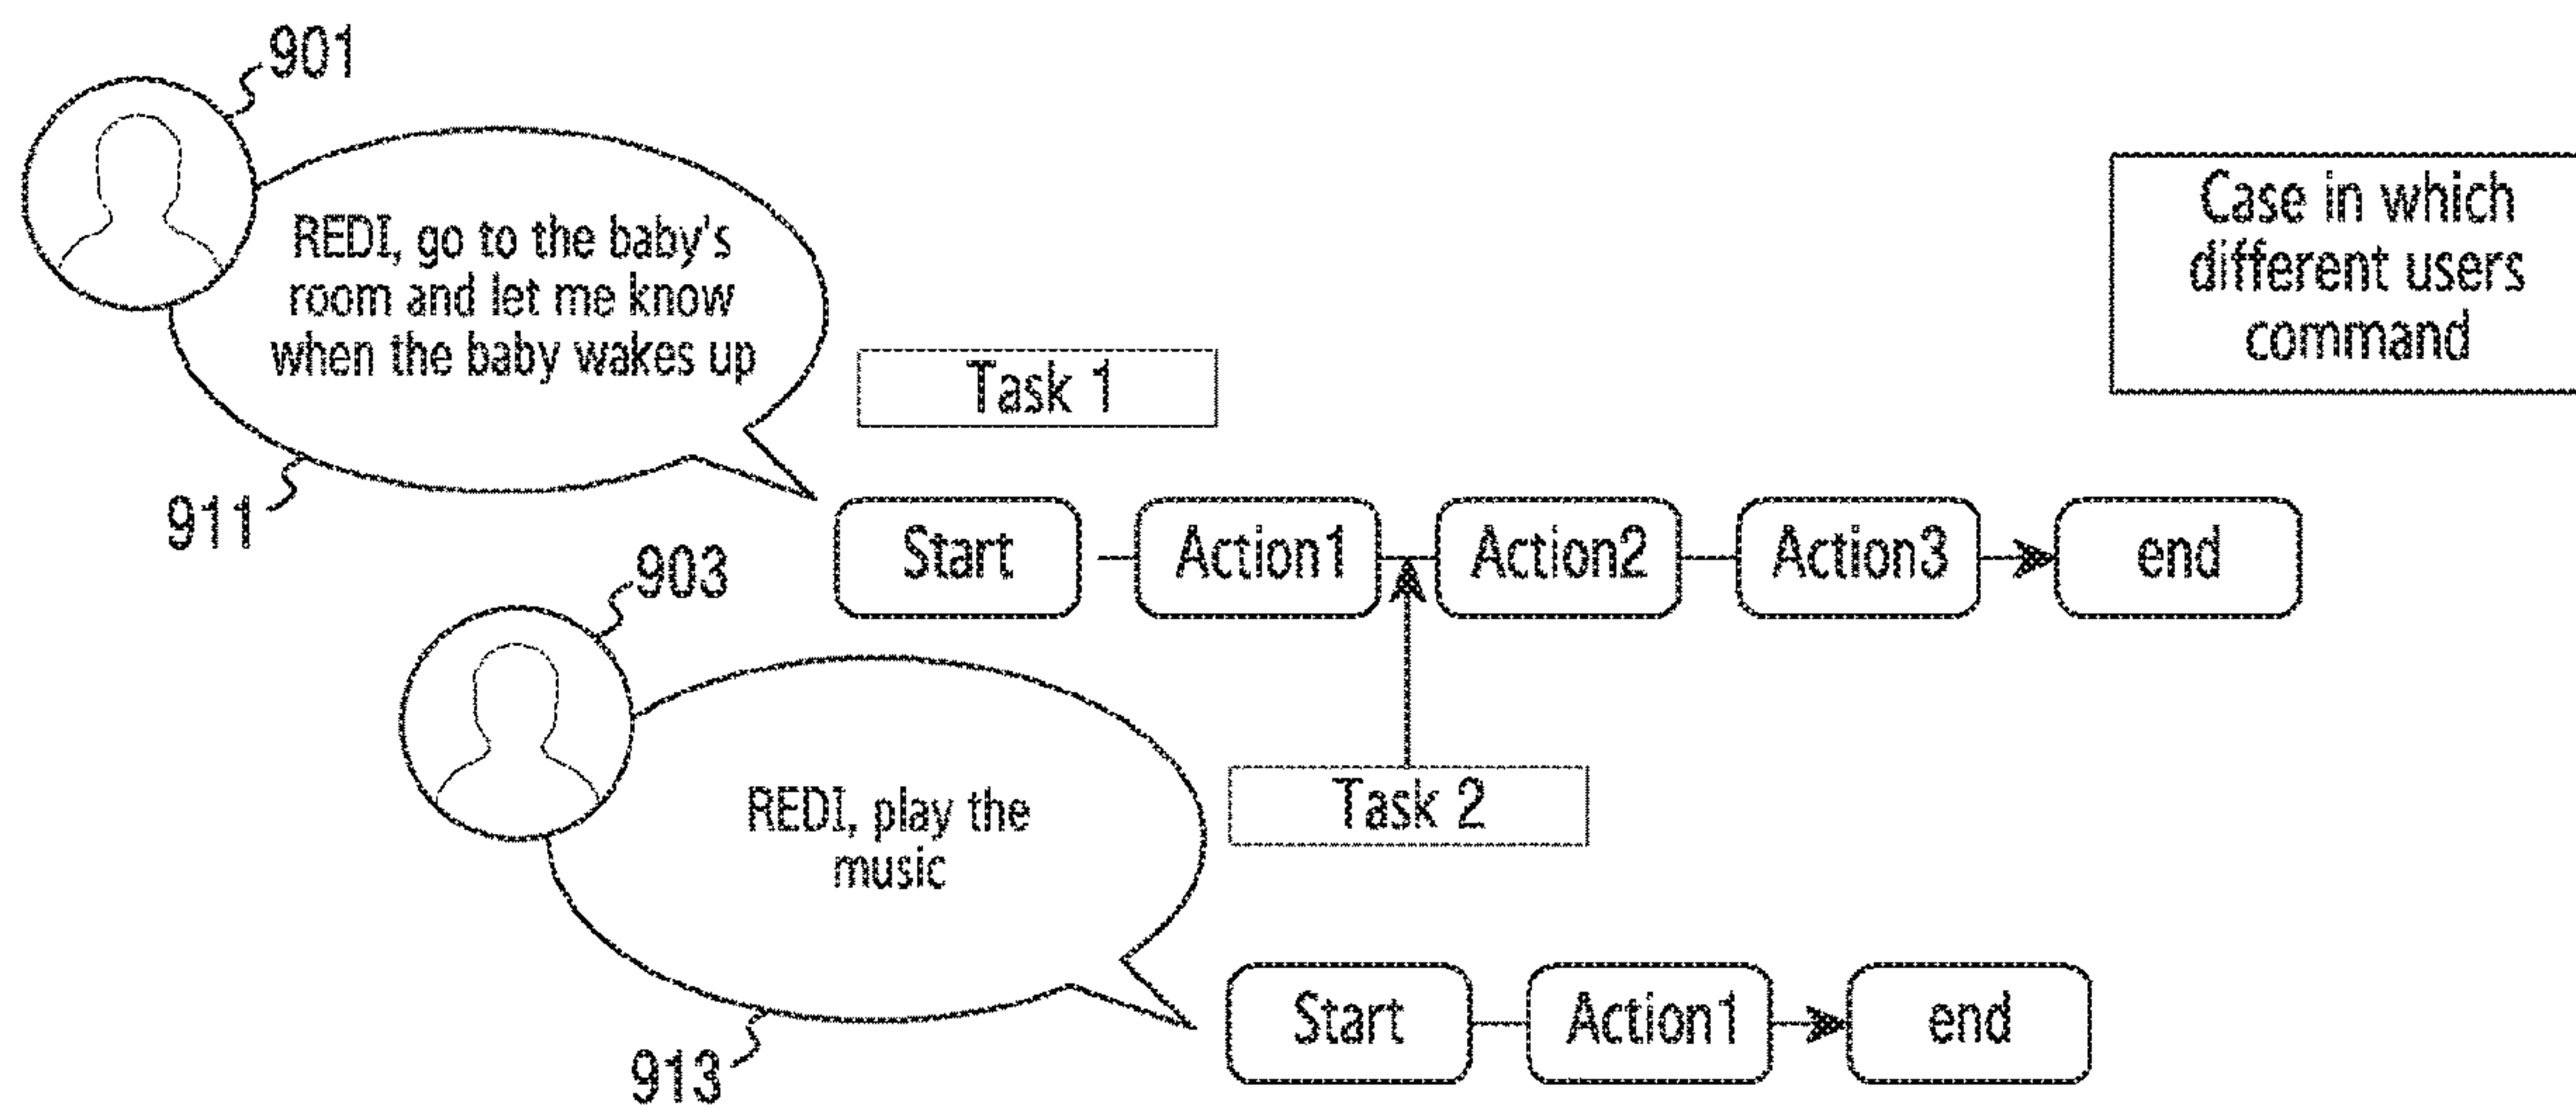 901
REDI, go to the baby's
room and let me know
when the baby wakes up
911
Case in which
different users
command
Task 1
Start
Action1
Action2
Action3
end
903
REDI, play the
music
913
Task 2
Start
Action1
end